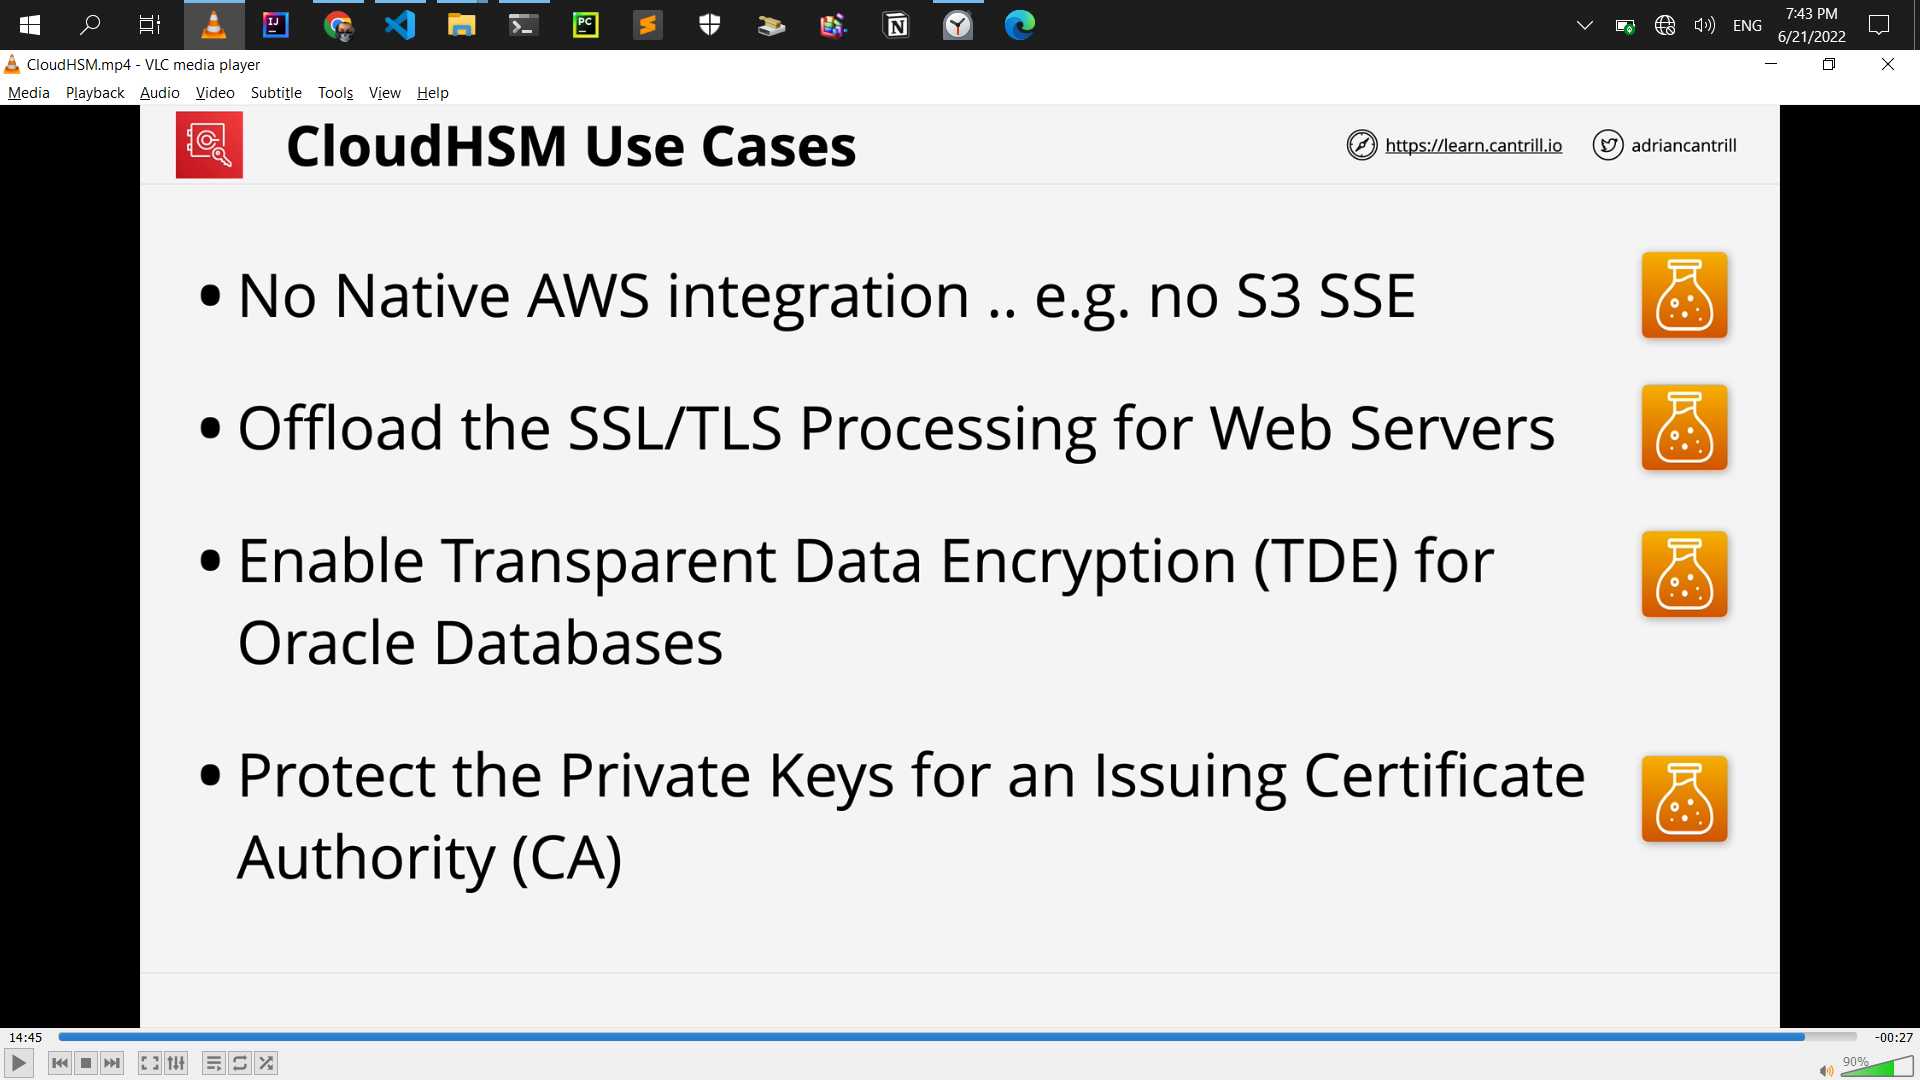 7:43 PM
ENG
6/21/2022
CloudHSM.mp4 - VLC media player
Media Playback Audio Video Subtitle Tools View Help
CloudHSM Use Cases
https://learn.cantrill.io
adriancantrill
• No Native AWS integration .. e.g. no S3 SSE
• Offload the SSL/TLS Processing for Web Servers
• Enable Transparent Data Encryption (TDE) for
Oracle Databases
• Protect the Private Keys for an Issuing Certificate
Authority (CA)
14:45
-00:27
90%